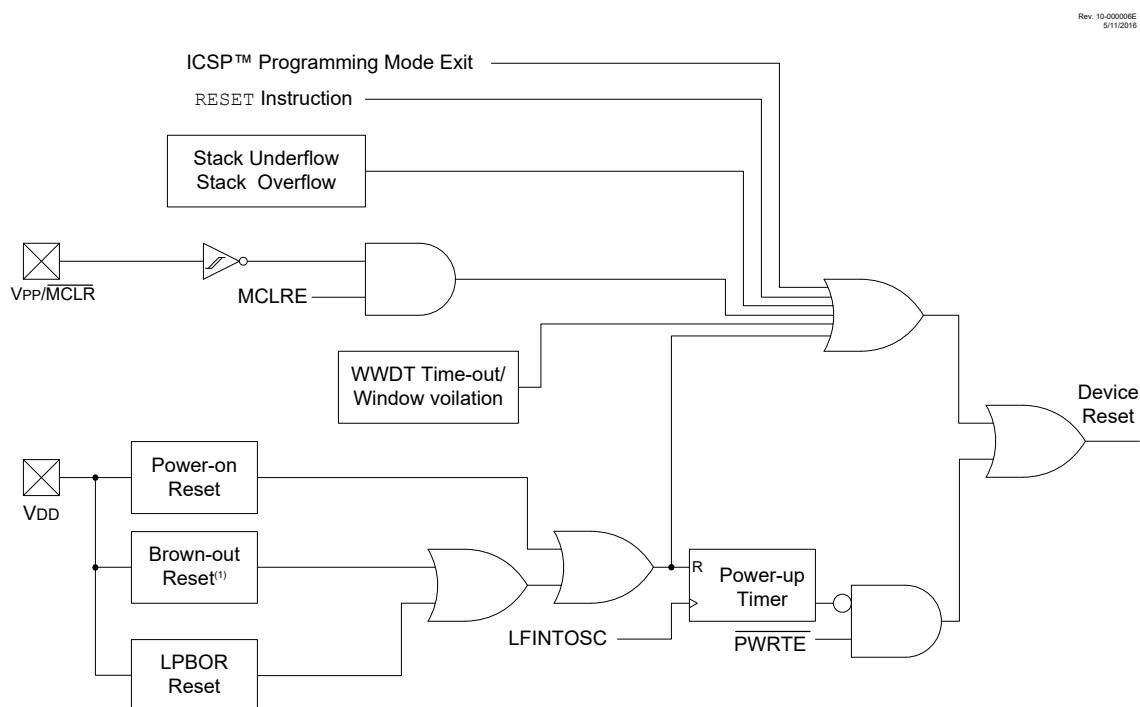 Rev. 10-000006E
5/11/2016
ICSP™ Programming Mode Exit
RESET Instruction
Stack Underflow
Stack Overflow
VPP/MCLR
MCLRE
WWDT Time-out/
Window voilation
Device
Reset
VDD
Power-on
Reset
Brown-out
Reset(1)
LPBOR
Reset
R
Power-up
Timer
LFINTOSC
PWRTE